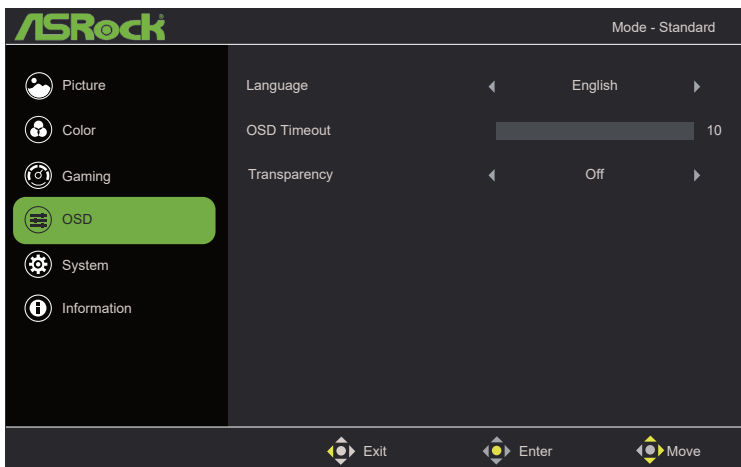 ASRock
Mode - Standard
Picture
Language English
Color
OSD Timeout 10
Gaming
Transparency Off
OSD
System
Information
Exit Enter Move